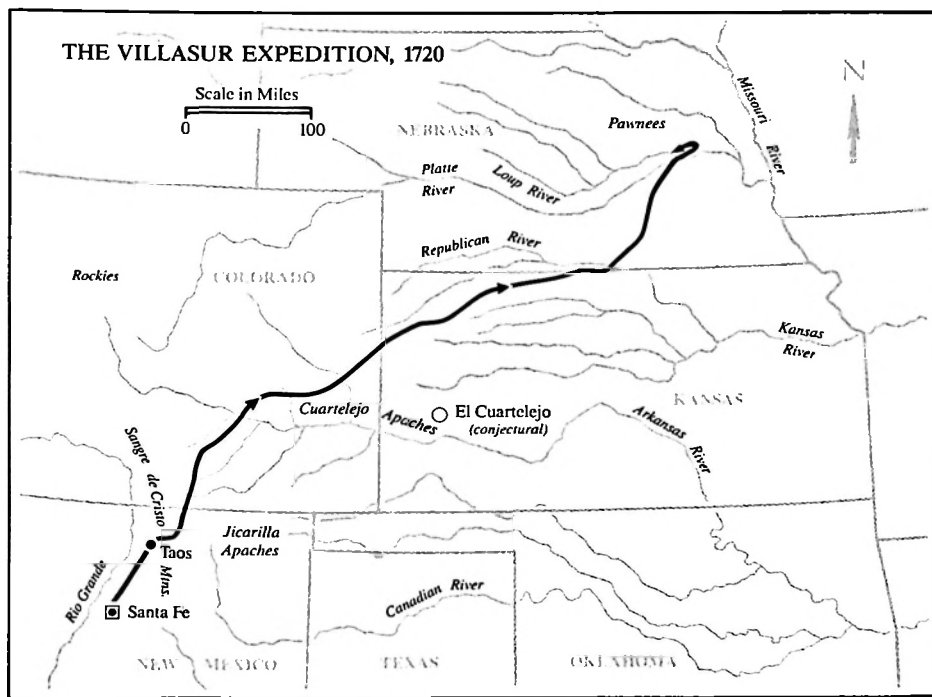 THE VILLASUR EXPEDITION, 1720
Scale in Miles
0 100
N
Missouri River
Pawnees
NEBRASKA
Platte
River
Loup River
Republican River
Rockies
COLORADO
Kansas
River
Cuartelejo
Apaches
El Cuartelejo
(conjectural)
KANSAS
Arkansas River
Sangre de Cristo Mtns.
Taos
Jicarilla
Apaches
Rio Grande
Santa Fe
Canadian River
NEW MEXICO
TEXAS
OKLAHOMA